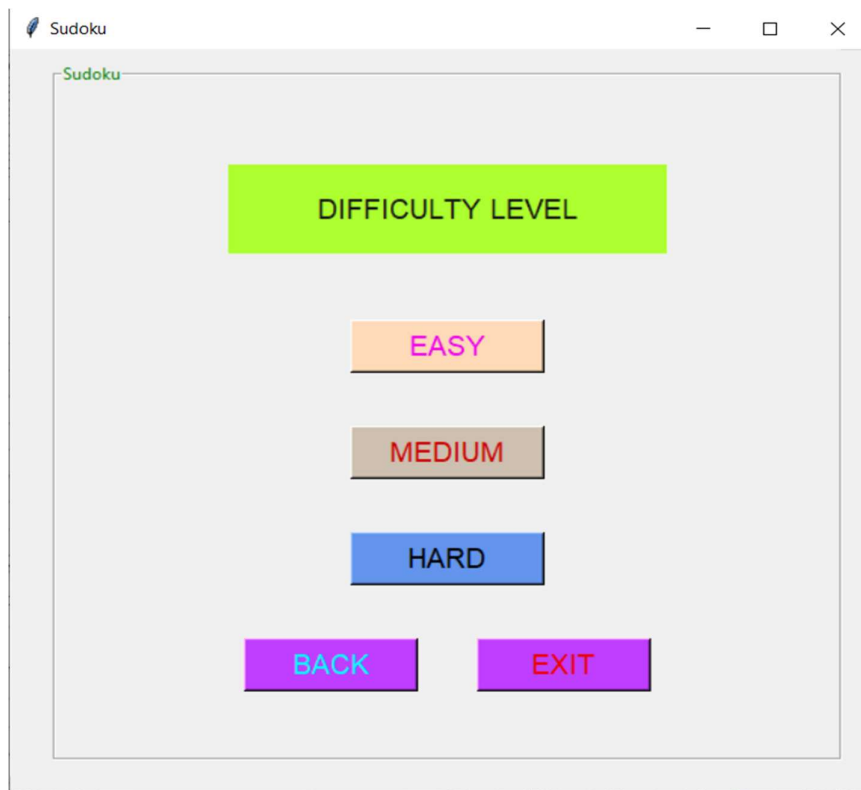 Sudoku
Sudoku
DIFFICULTY LEVEL
EASY
MEDIUM
HARD
BACK EXIT